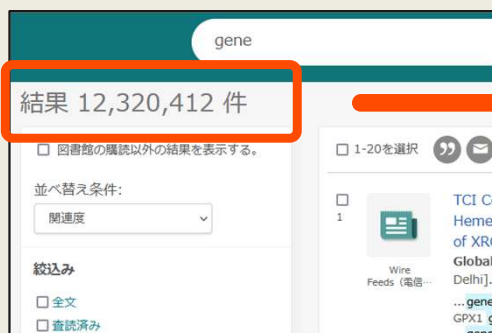 gene
結果 12,320,412 件
図書館の購読以外の結果を表示する。
並べ替え条件:
関連度
絞込み
全文
査読済み
1-20を選択
1
Wire
Feeds（電信…
TCI C
Heme
of XR
Global
Delhi].
... gene
GPX1 g